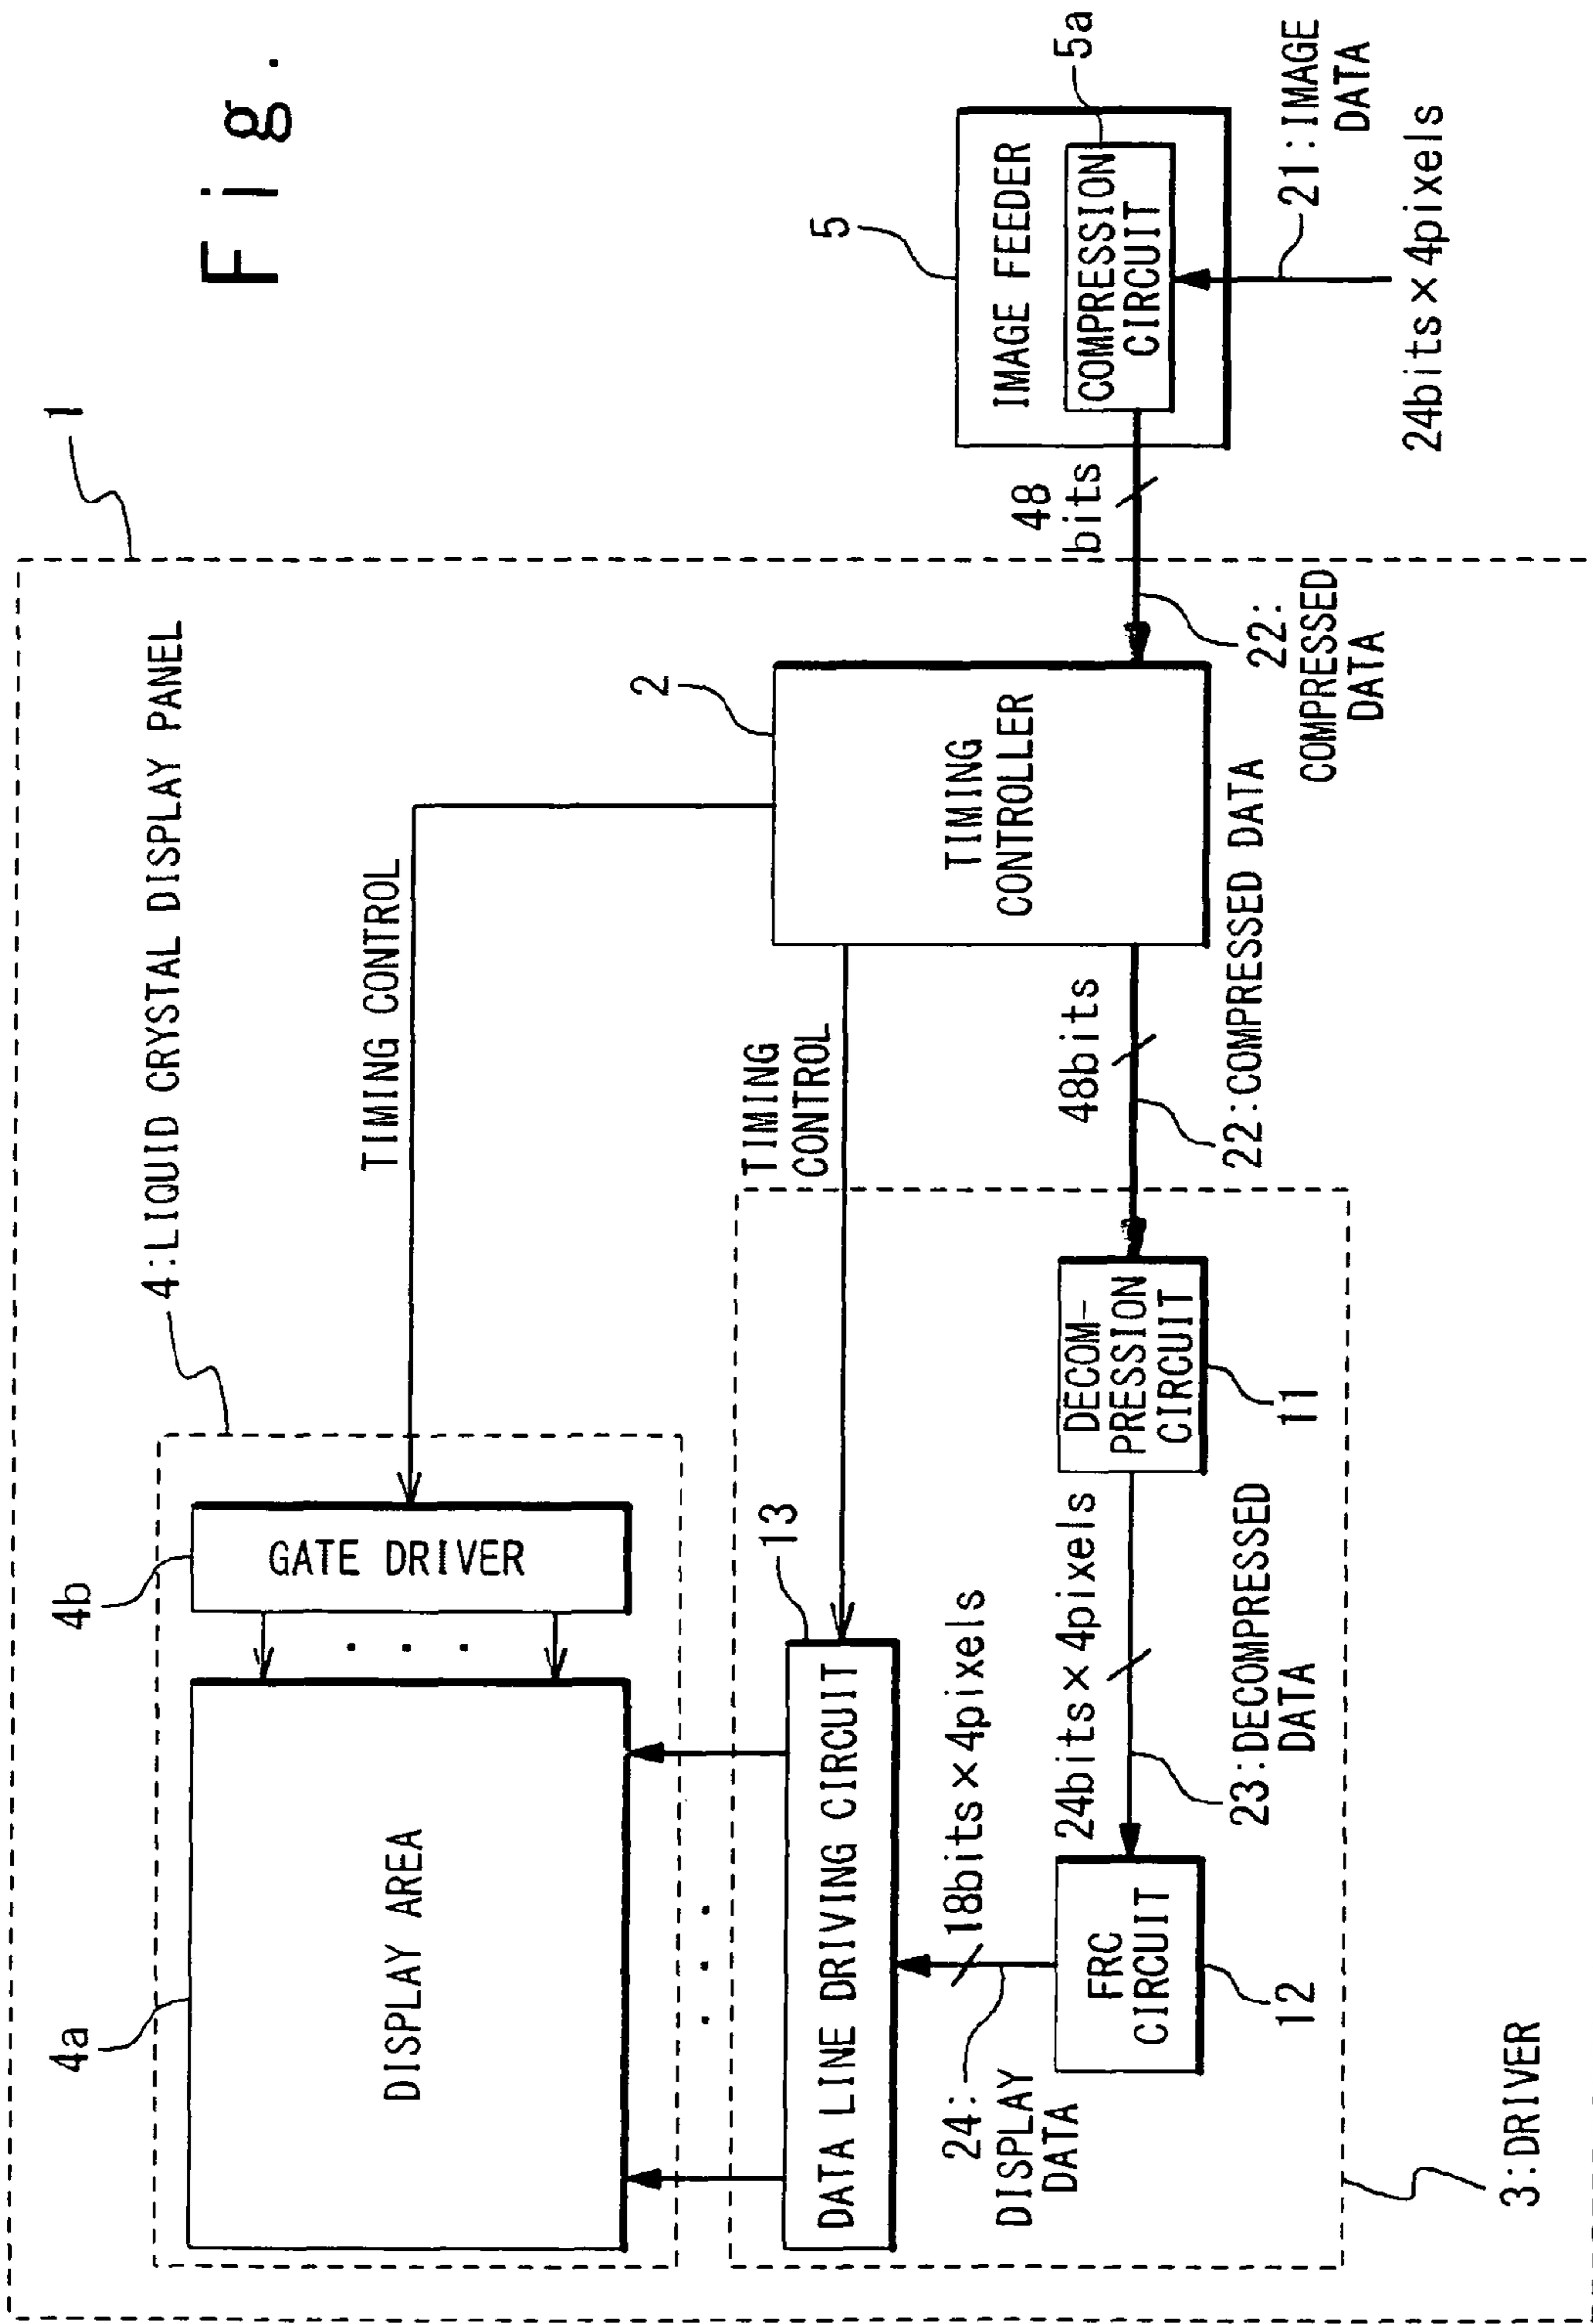 Fig.
1
4:LIQUID CRYSTAL DISPLAY PANEL
4a
4b
DISPLAY AREA
GATE DRIVER
TIMING CONTROL
13
DATA LINE DRIVING CIRCUIT
TIMING
CONTROL
2
TIMING
CONTROLLER
5
IMAGE FEEDER
COMPRESSION
CIRCUIT
5a
48
bits
22:
COMPRESSED
DATA
21:IMAGE
DATA
24bits×4pixels
48bits
22:COMPRESSED DATA
24:
DISPLAY
DATA
18bits×4pixels
FRC
CIRCUIT
12
24bits×4pixels
23:DECOMPRESSED
DATA
DECOM-
PRESSION
CIRCUIT
11
3:DRIVER